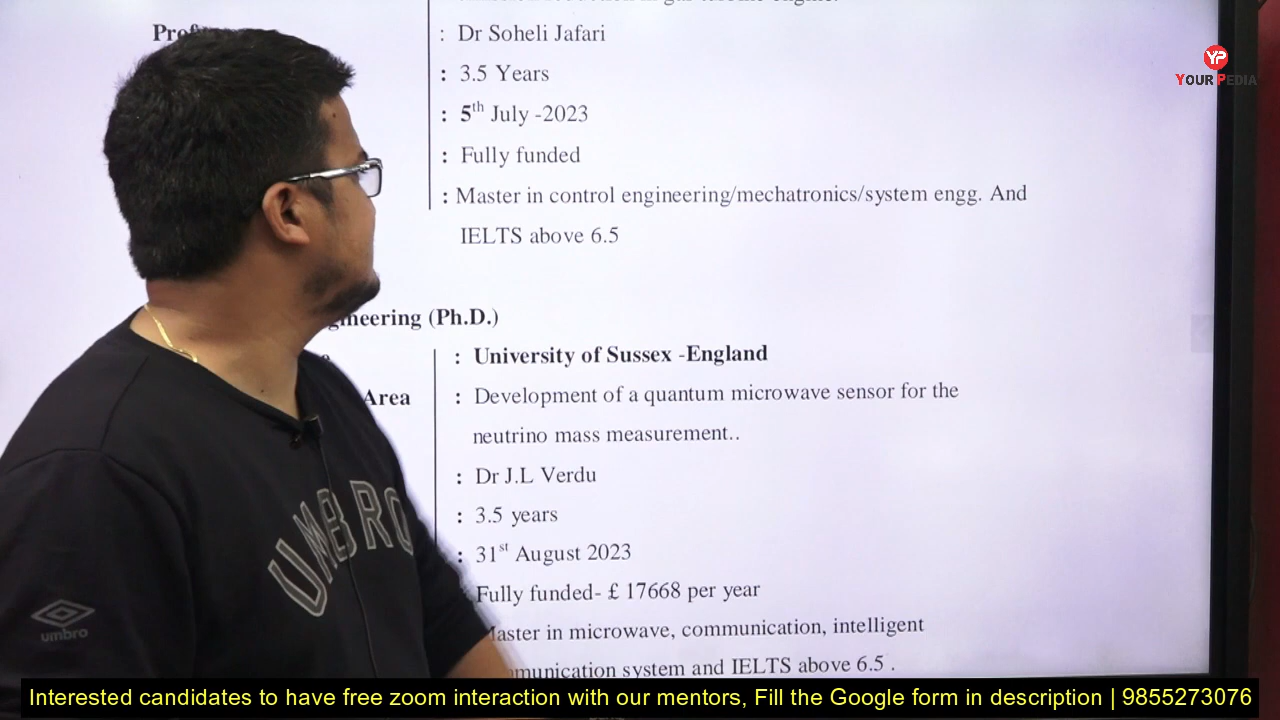 : Dr Soheli Jafari
: 3.5 Years
: 5th July -2023
: Fully funded
: Master in control engineering/mechatronics/system engg. And
IELTS above 6.5
(Ph.D.)
: University of Sussex -England
Area : Development of a quantum microwave sensor for the
neutrino mass measurement..
: Dr J.L Verdu
: 3.5 years
: 31st August 2023
Fully funded- £ 17668 per year
Master in microwave, communication, intelligent
system and IELTS above 6.5 .
YP
YOUR PEDIA
UMBRO
umbro
Interested candidates to have free zoom interaction with our mentors, Fill the Google form in description | 9855273076